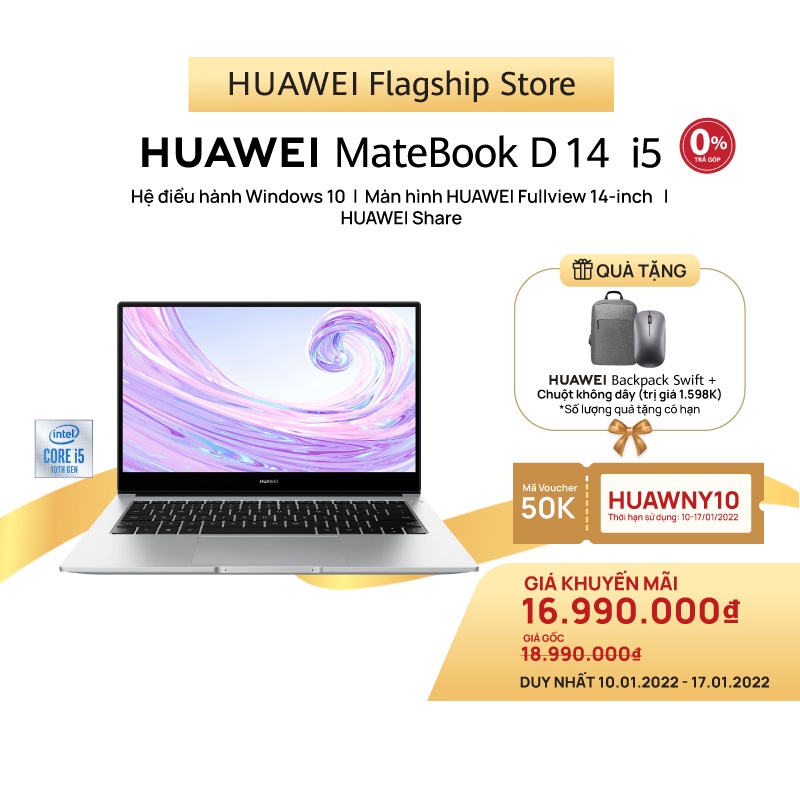 HUAWEI Flagship Store
HUAWEI MateBook D 14 i5
0%
TRẢ GÓP
Hệ điều hành Windows 10 | Màn hình HUAWEI Fullview 14-inch |
HUAWEI Share
QUÀ TẶNG
HUAWEI Backpack Swift +
Chuột không dây (trị giá 1.598K)
*Số lượng quà tặng có hạn
intel
CORE i5
10TH GEN
HUAWEI
Mã Voucher
50K
HUAWNY10
Thời hạn sử dụng: 10-17/01/2022
GIÁ KHUYẾN MÃI
16.990.000₫
GIÁ GỐC
18.990.000₫
DUY NHẤT 10.01.2022 - 17.01.2022